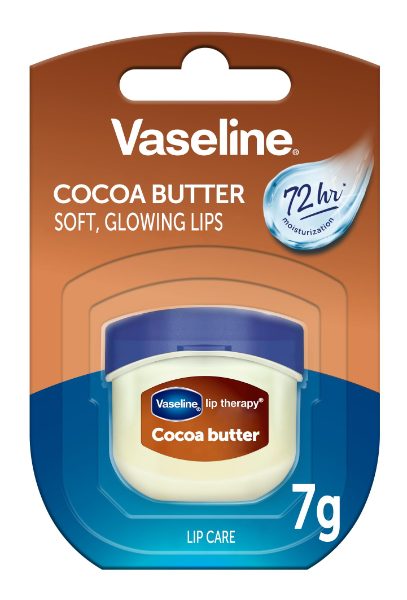 Vaseline®
COCOA BUTTER
SOFT, GLOWING LIPS
72hr*
moisturization
Vaseline® lip therapy®
Cocoa butter
7g
LIP CARE